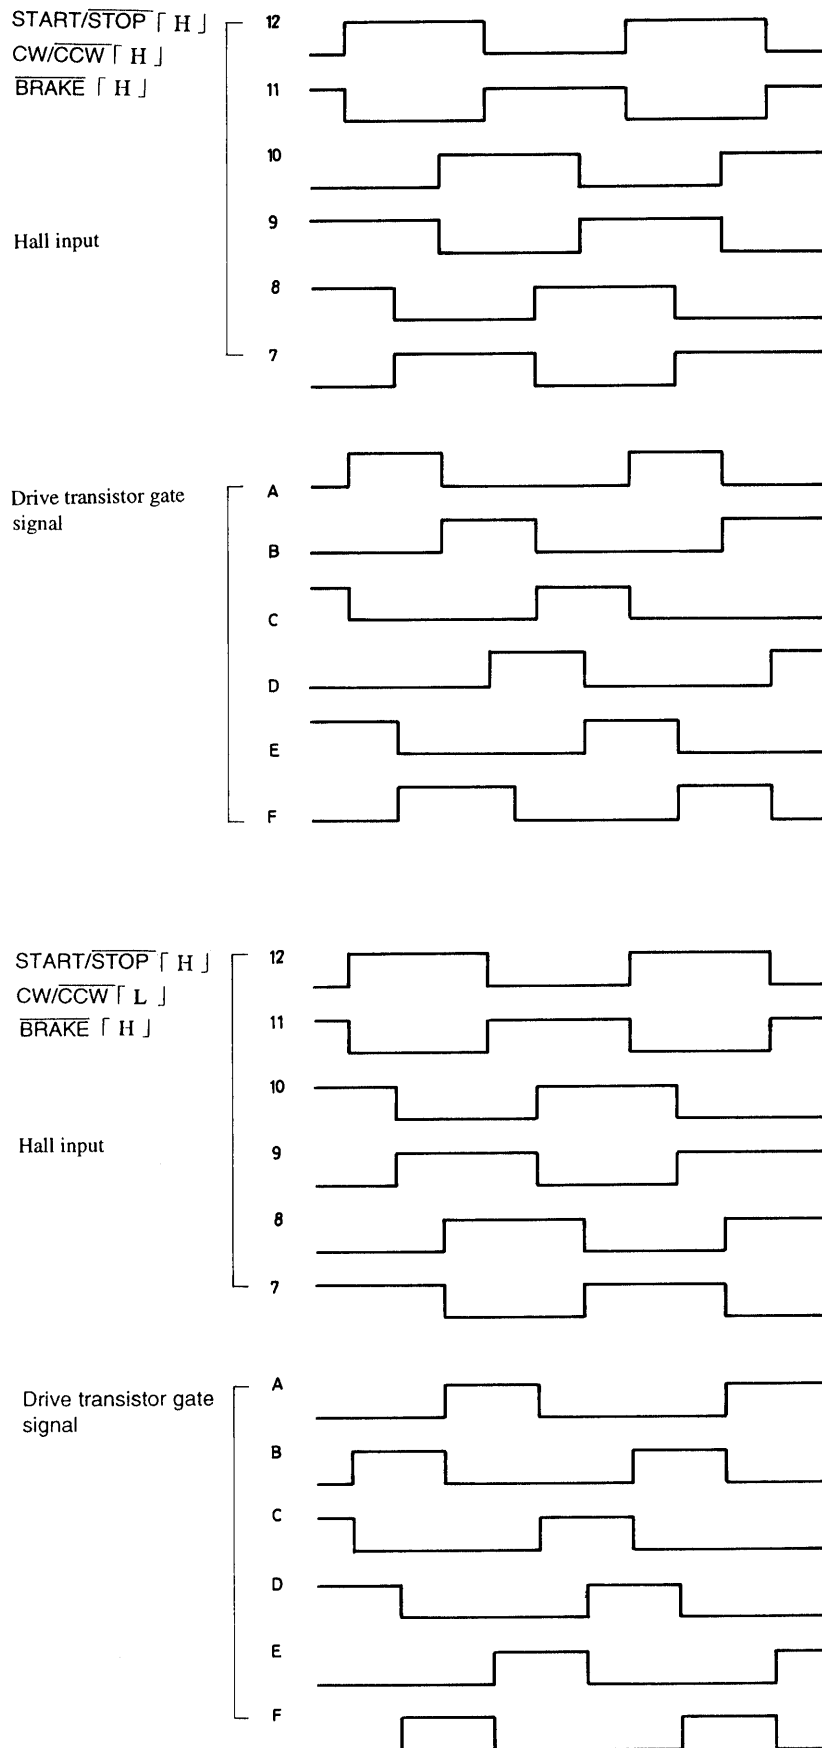 START/STOP「 H 」
12
CW/CCW「 H 」
BRAKE「 H 」
11
10
9
Hall input
8
7
Drive transistor gate
signal
A
B
C
D
E
F
START/STOP「 H 」
12
CW/CCW「 L 」
BRAKE「 H 」
11
10
Hall input
9
8
7
Drive transistor gate
signal
A
B
C
D
E
F